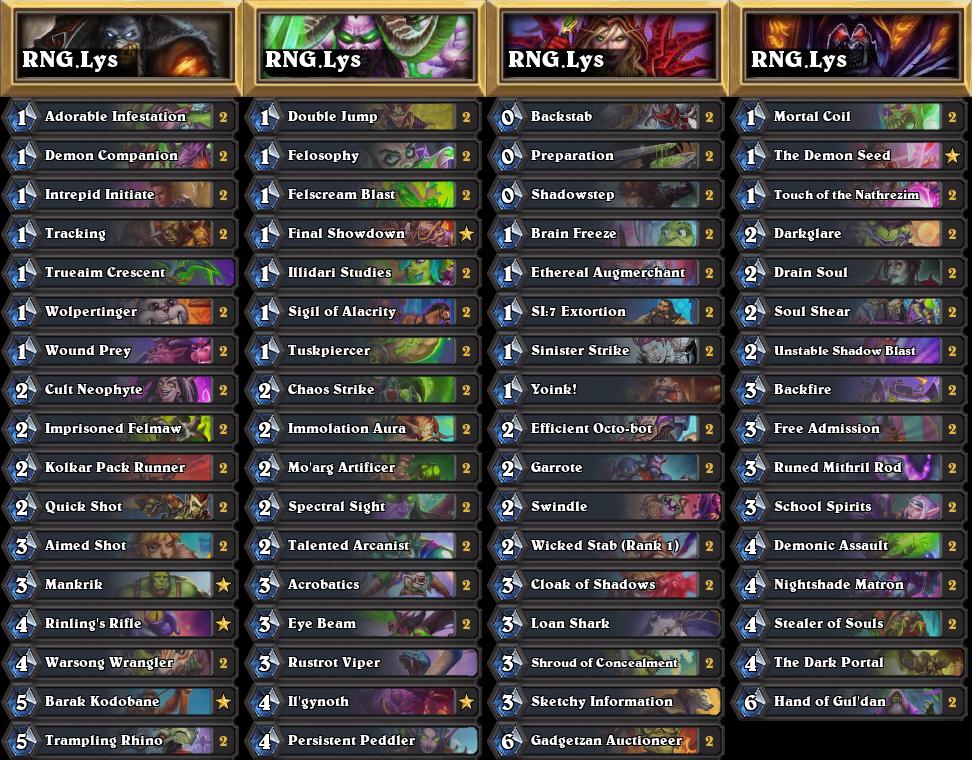 RNG.Lys
1 Adorable Infestation 2
1 Demon Companion 2
1 Intrepid Initiate 2
1 Tracking 2
1 Trueaim Crescent
1 Wolpertinger 2
1 Wound Prey 2
2 Cult Neophyte 2
2 Imprisoned Felmaw 2
2 Kolkar Pack Runner 2
2 Quick Shot 2
3 Aimed Shot 2
3 Mankrik
4 Rinling's Rifle
4 Warsong Wrangler 2
5 Barak Kodobane
5 Trampling Rhino 2
RNG.Lys
1 Double Jump 2
1 Felosophy 2
1 Felscream Blast 2
1 Final Showdown
1 Illidari Studies 2
1 Sigil of Alacrity 2
1 Tuskpiercer 2
2 Chaos Strike 2
2 Immolation Aura 2
2 Mo'arg Artificer 2
2 Spectral Sight 2
2 Talented Arcanist 2
3 Acrobatics 2
3 Eye Beam 2
3 Rustrot Viper
4 Il'gynoth
4 Persistent Peddler
RNG.Lys
0 Backstab 2
0 Preparation 2
0 Shadowstep 2
1 Brain Freeze 2
1 Ethereal Augmerchant 2
1 SI:7 Extortion 2
1 Sinister Strike 2
1 Yoink! 2
2 Efficient Octo-bot 2
2 Garrote 2
2 Swindle
2 Wicked Stab (Rank 1) 2
3 Cloak of Shadows 2
3 Loan Shark
3 Shroud of Concealment 2
3 Sketchy Information
6 Gadgetzan Auctioneer 2
RNG.Lys
1 Mortal Coil 2
1 The Demon Seed
1 Touch of the Nathrezim 2
2 Darkglare 2
2 Drain Soul 2
2 Soul Shear 2
2 Unstable Shadow Blast 2
3 Backfire 2
3 Free Admission 2
3 Runed Mithril Rod 2
3 School Spirits 2
4 Demonic Assault 2
4 Nightshade Matron 2
4 Stealer of Souls 2
4 The Dark Portal
6 Hand of Gul'dan 2